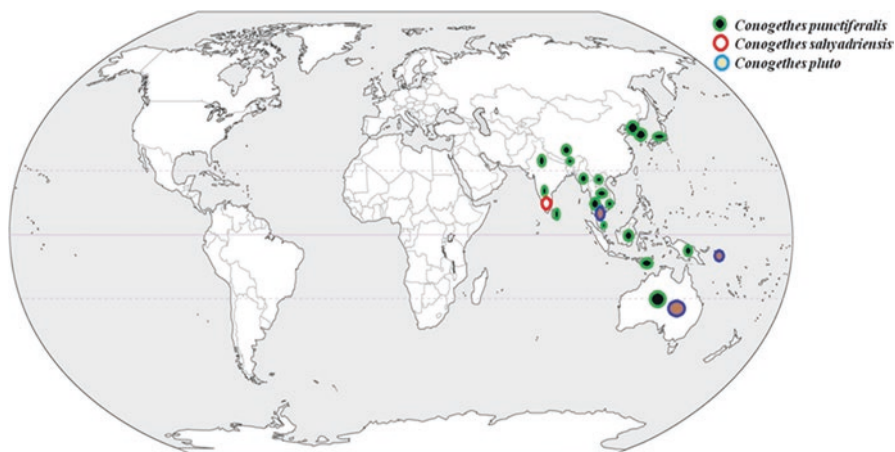 Conogethes punctiferalis
Conogethes sahyadriensis
Conogethes pluto